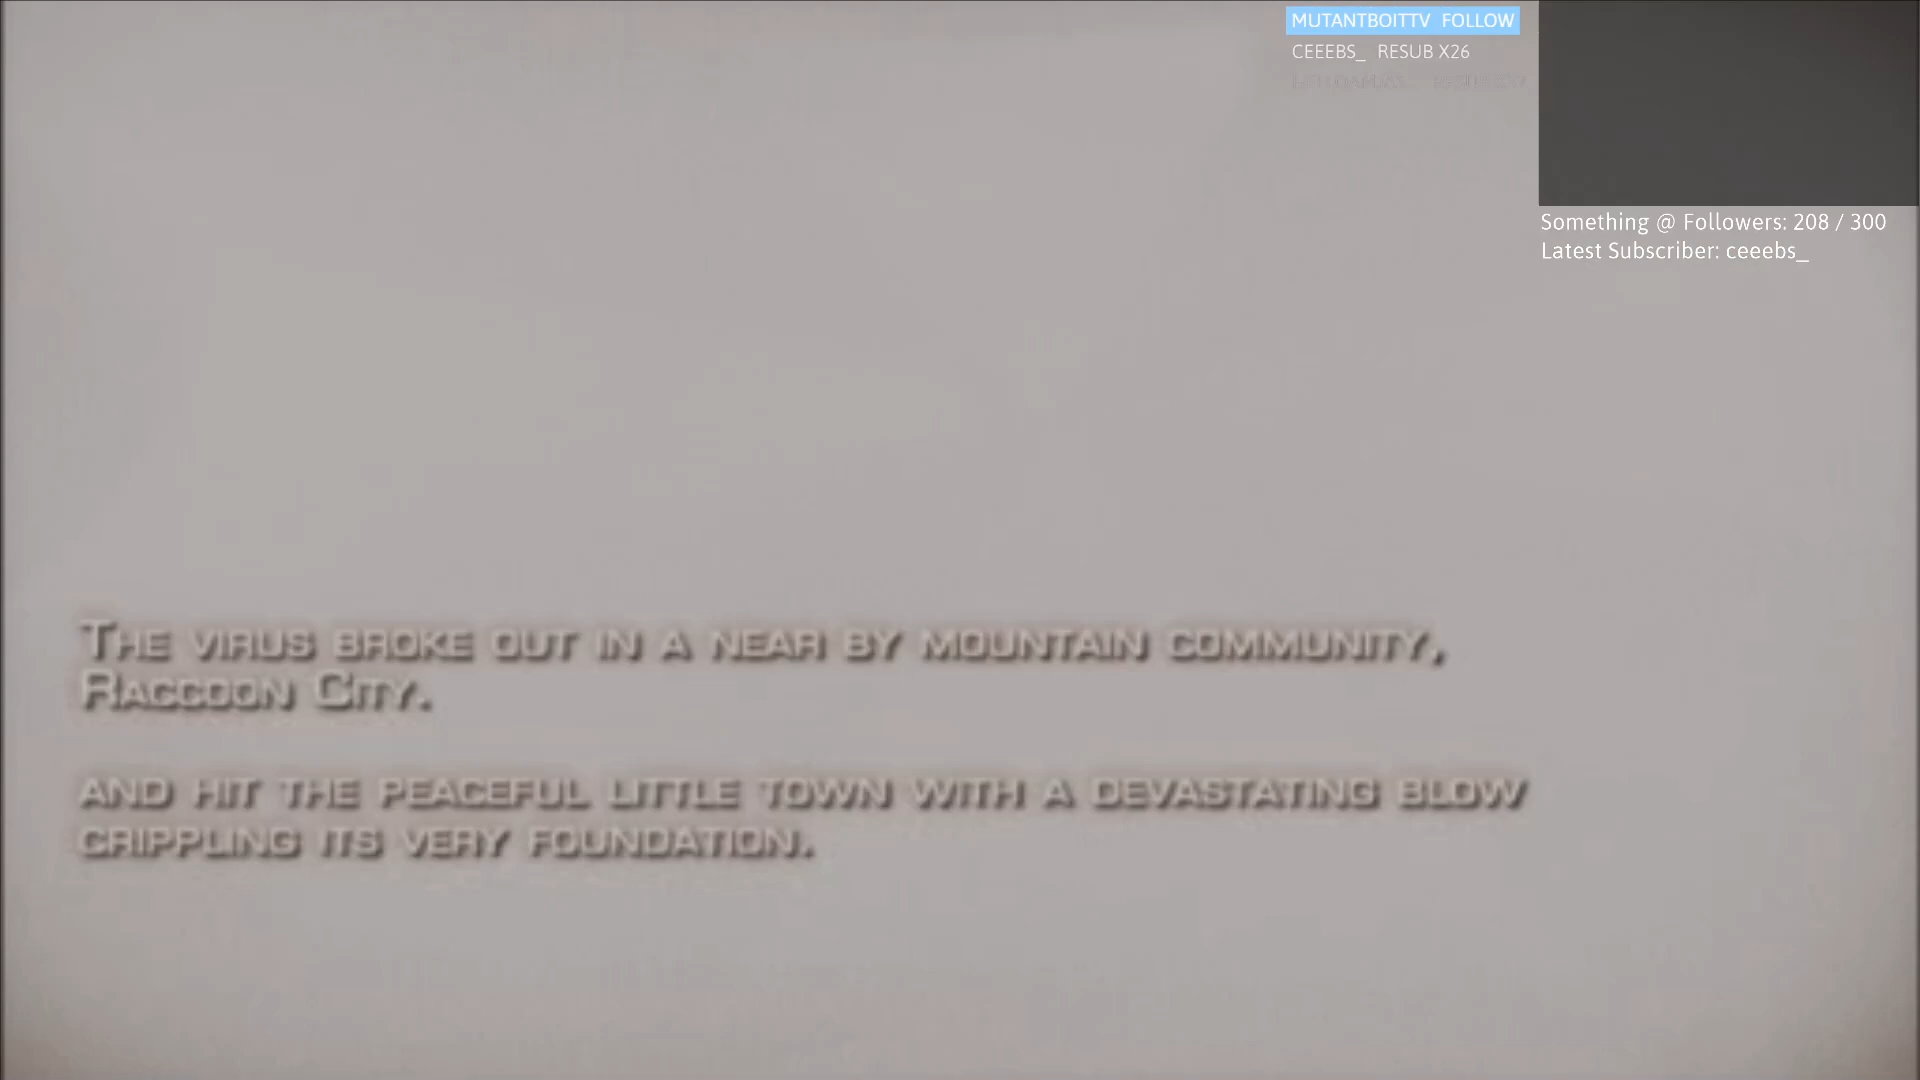 MUTANTBOITTV FOLLOW
CEEEBS_ RESUB X26
Something @ Followers: 208 / 300
Latest Subscriber: ceeebs_
The virus broke out in a near by mountain community,
Raccoon City.
and hit the peaceful little town with a devastating blow
crippling its very foundation.